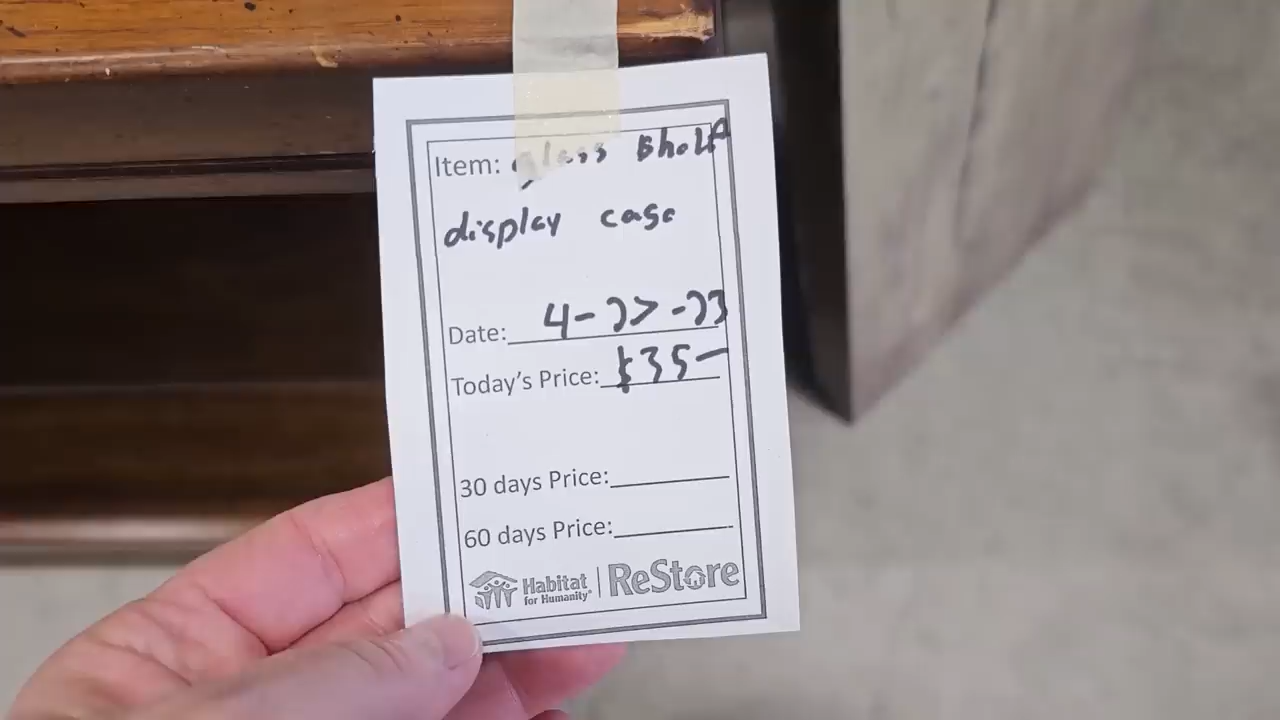 Item: glass shelf
display case
Date: 4-27-23
Today's Price: $35-
30 days Price:
60 days Price:
Habitat for Humanity® | ReStore